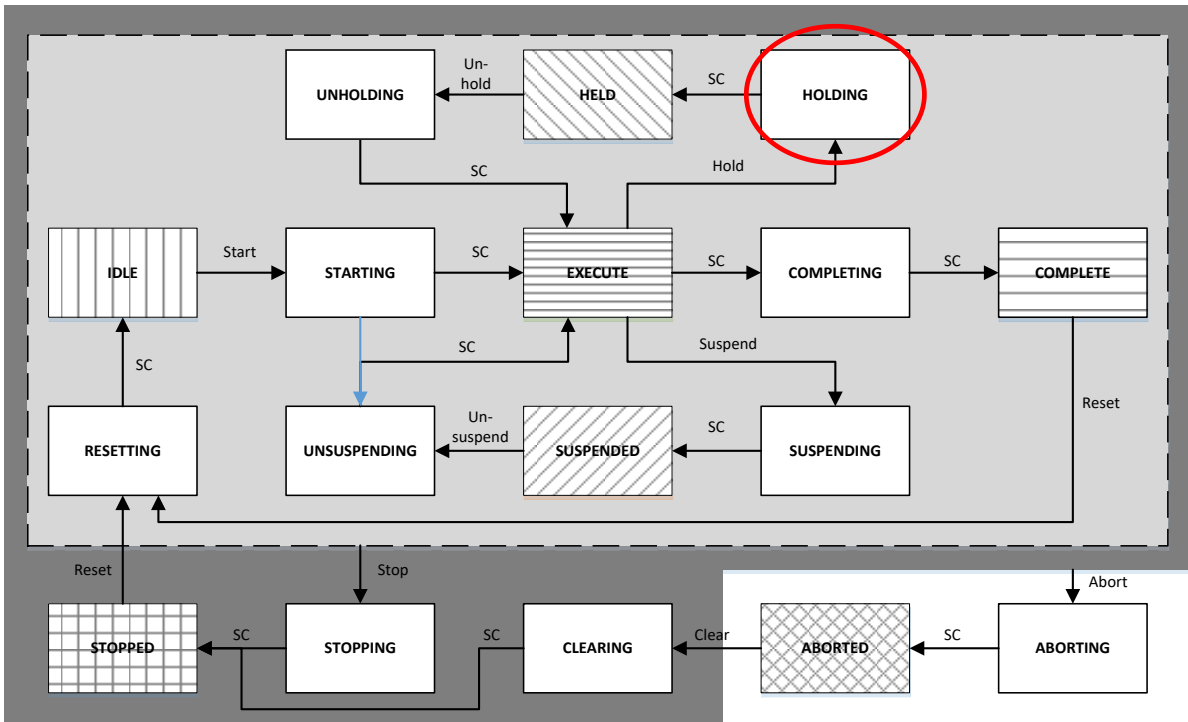 Un-
hold
SC
UNHOLDING
HELD
HOLDING
SC
Hold
Start
SC
SC
SC
IDLE
STARTING
EXECUTE
COMPLETING
COMPLETE
SC
Suspend
SC
Reset
Un-
suspend
SC
RESETTING
UNSUSPENDING
SUSPENDED
SUSPENDING
Reset
Stop
Abort
SC
SC
Clear
SC
STOPPED
STOPPING
CLEARING
ABORTED
ABORTING